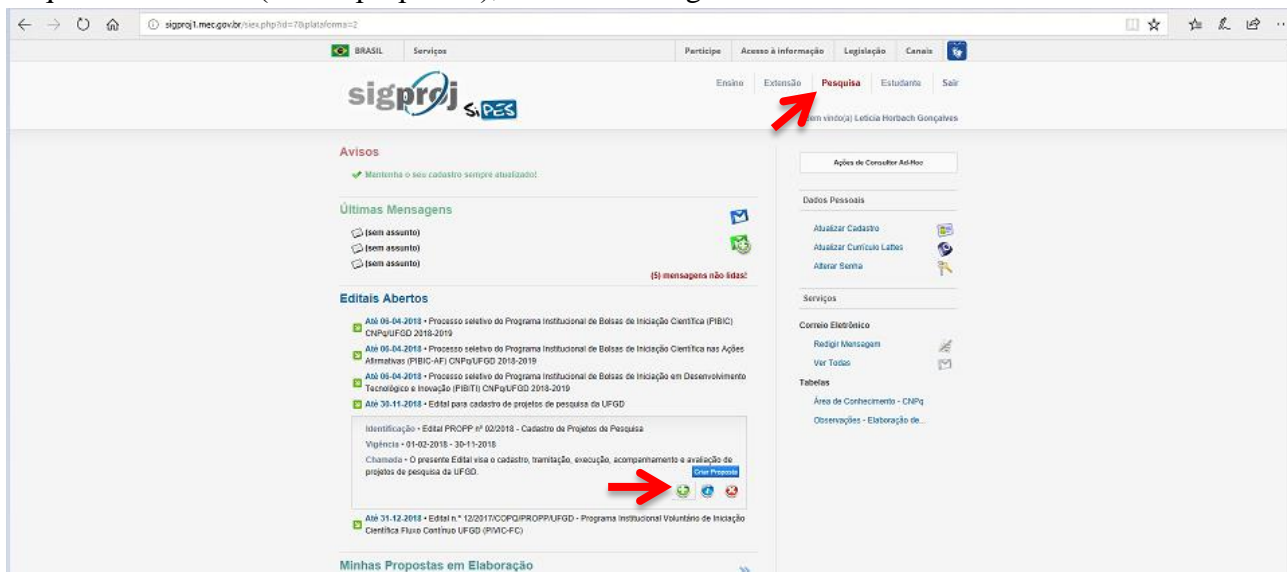 sigproj1.mec.gov.br/siex.php?id=70&plataforma=2
BRASIL Serviços Participe Acesso à informação Legislação Canais
sigproj SiPES
Ensino Extensão Pesquisa Estudante Sair
Bem vindo(a) Leticia Horbach Gonçalves
Avisos
Mantenha o seu cadastro sempre atualizado!
Últimas Mensagens
(sem assunto)
(sem assunto)
(sem assunto)
(5) mensagens não lidas!
Editais Abertos
Até 06-04-2018 • Processo seletivo do Programa Institucional de Bolsas de Iniciação Científica (PIBIC)
CNPq/UFGD 2018-2019
Até 06-04-2018 • Processo seletivo do Programa Institucional de Bolsas de Iniciação Científica nas Ações
Afirmativas (PIBIC-AF) CNPq/UFGD 2018-2019
Até 06-04-2018 • Processo seletivo do Programa Institucional de Bolsas de Iniciação em Desenvolvimento
Tecnológico e Inovação (PIBITI) CNPq/UFGD 2018-2019
Até 30-11-2018 • Edital para cadastro de projetos de pesquisa da UFGD
Identificação • Edital PROPP nº 02/2018 - Cadastro de Projetos de Pesquisa
Vigência • 01-02-2018 - 30-11-2018
Chamada • O presente Edital visa o cadastro, tramitação, execução, acompanhamento e avaliação de
projetos de pesquisa da UFGD.
Criar Proposta
Até 31-12-2018 • Edital n.° 12/2017/COPQ/PROPP/UFGD - Programa Institucional Voluntário de Iniciação
Científica Fluxo Contínuo UFGD (PIVIC-FC)
Minhas Propostas em Elaboração
Ações de Consultor Ad-Hoc
Dados Pessoais
Atualizar Cadastro
Atualizar Currículo Lattes
Alterar Senha
Serviços
Correio Eletrônico
Redigir Mensagem
Ver Todas
Tabelas
Área de Conhecimento - CNPq
Observações - Elaboração de...